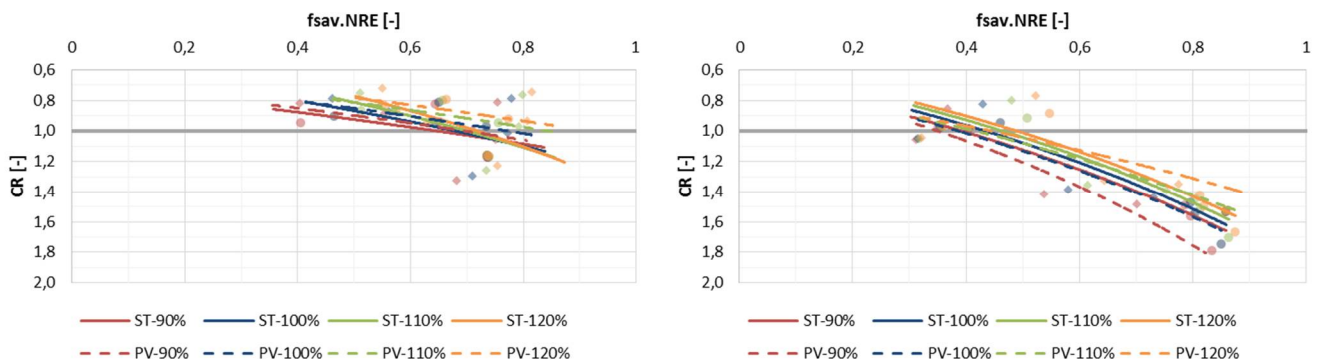 fsav.NRE [-]
0 0,2 0,4 0,6 0,8 1
0,6
0,8
1,0
1,2
1,4
1,6
1,8
2,0
CR [-]
ST-90% ST-100% ST-110% ST-120%
PV-90% PV-100% PV-110% PV-120%
fsav.NRE [-]
0 0,2 0,4 0,6 0,8 1
0,6
0,8
1,0
1,2
1,4
1,6
1,8
2,0
CR [-]
ST-90% ST-100% ST-110% ST-120%
PV-90% PV-100% PV-110% PV-120%